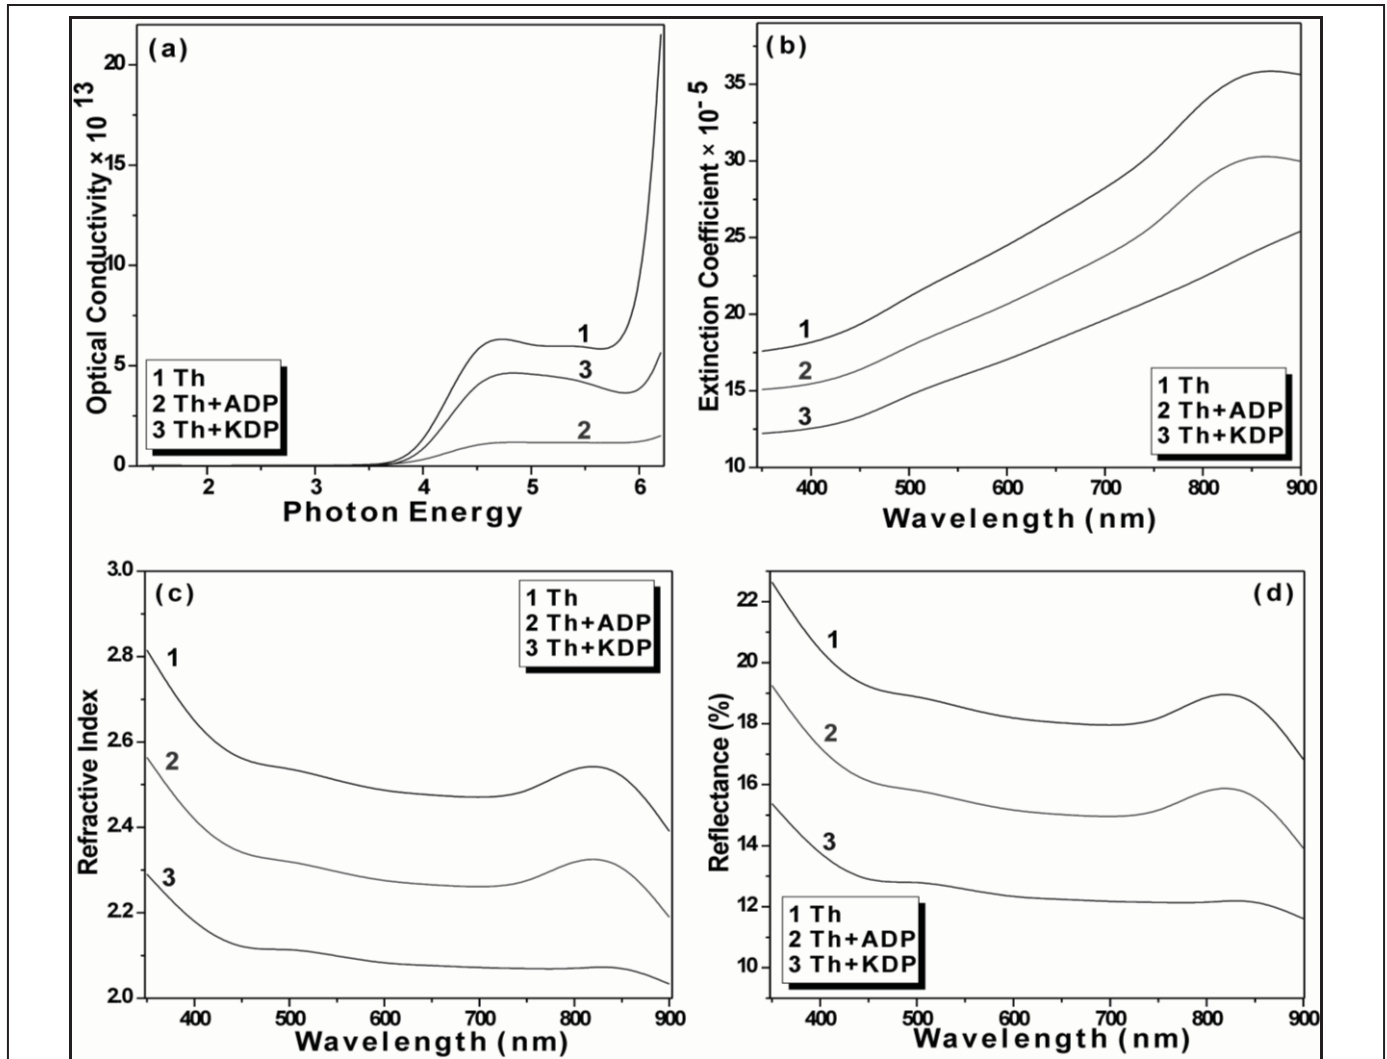 (a)
Optical Conductivity × 10 13
20
15
10
5
0
1
3
2
1 Th
2 Th+ADP
3 Th+KDP
2 3 4 5 6
Photon Energy
(b)
Extinction Coefficient × 10- 5
35
30
25
20
15
10
1
2
3
1 Th
2 Th+ADP
3 Th+KDP
400 500 600 700 800 900
Wavelength (nm)
(c)
Refractive Index
3.0
2.8
2.6
2.4
2.2
2.0
1
2
3
1 Th
2 Th+ADP
3 Th+KDP
400 500 600 700 800 900
Wavelength (nm)
(d)
Reflectance (%)
22
20
18
16
14
12
10
1
2
3
1 Th
2 Th+ADP
3 Th+KDP
400 500 600 700 800 900
Wavelength (nm)